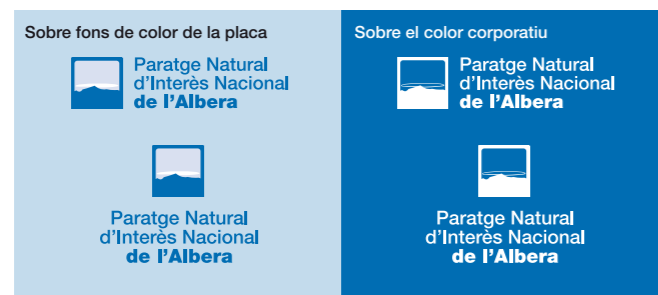 Sobre fons de color de la placa
Paratge Natural
d'Interès Nacional
de l'Albera
Paratge Natural
d'Interès Nacional
de l'Albera
Sobre el color corporatiu
Paratge Natural
d'Interès Nacional
de l'Albera
Paratge Natural
d'Interès Nacional
de l'Albera